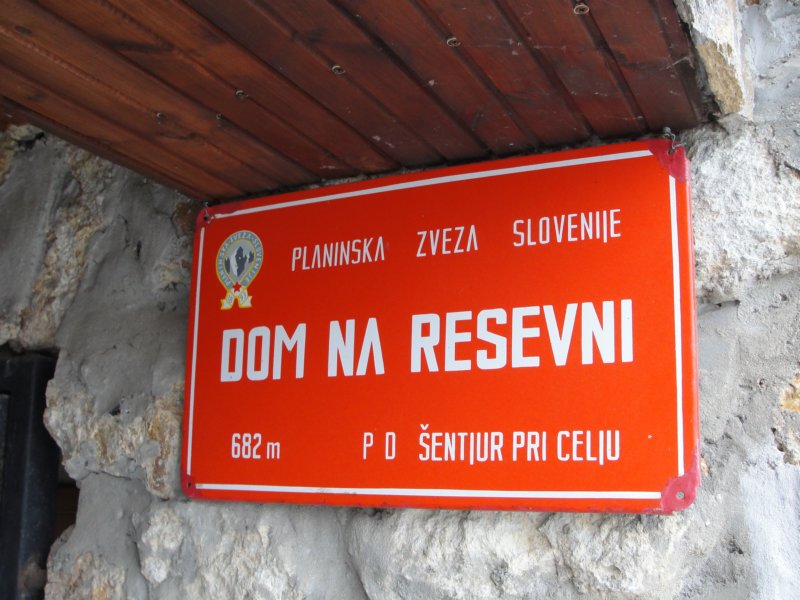 PLANINSKA ZVEZA SLOVENIJE
DOM NA RESEVNI
682 m P D ŠENTJUR PRI CELJU